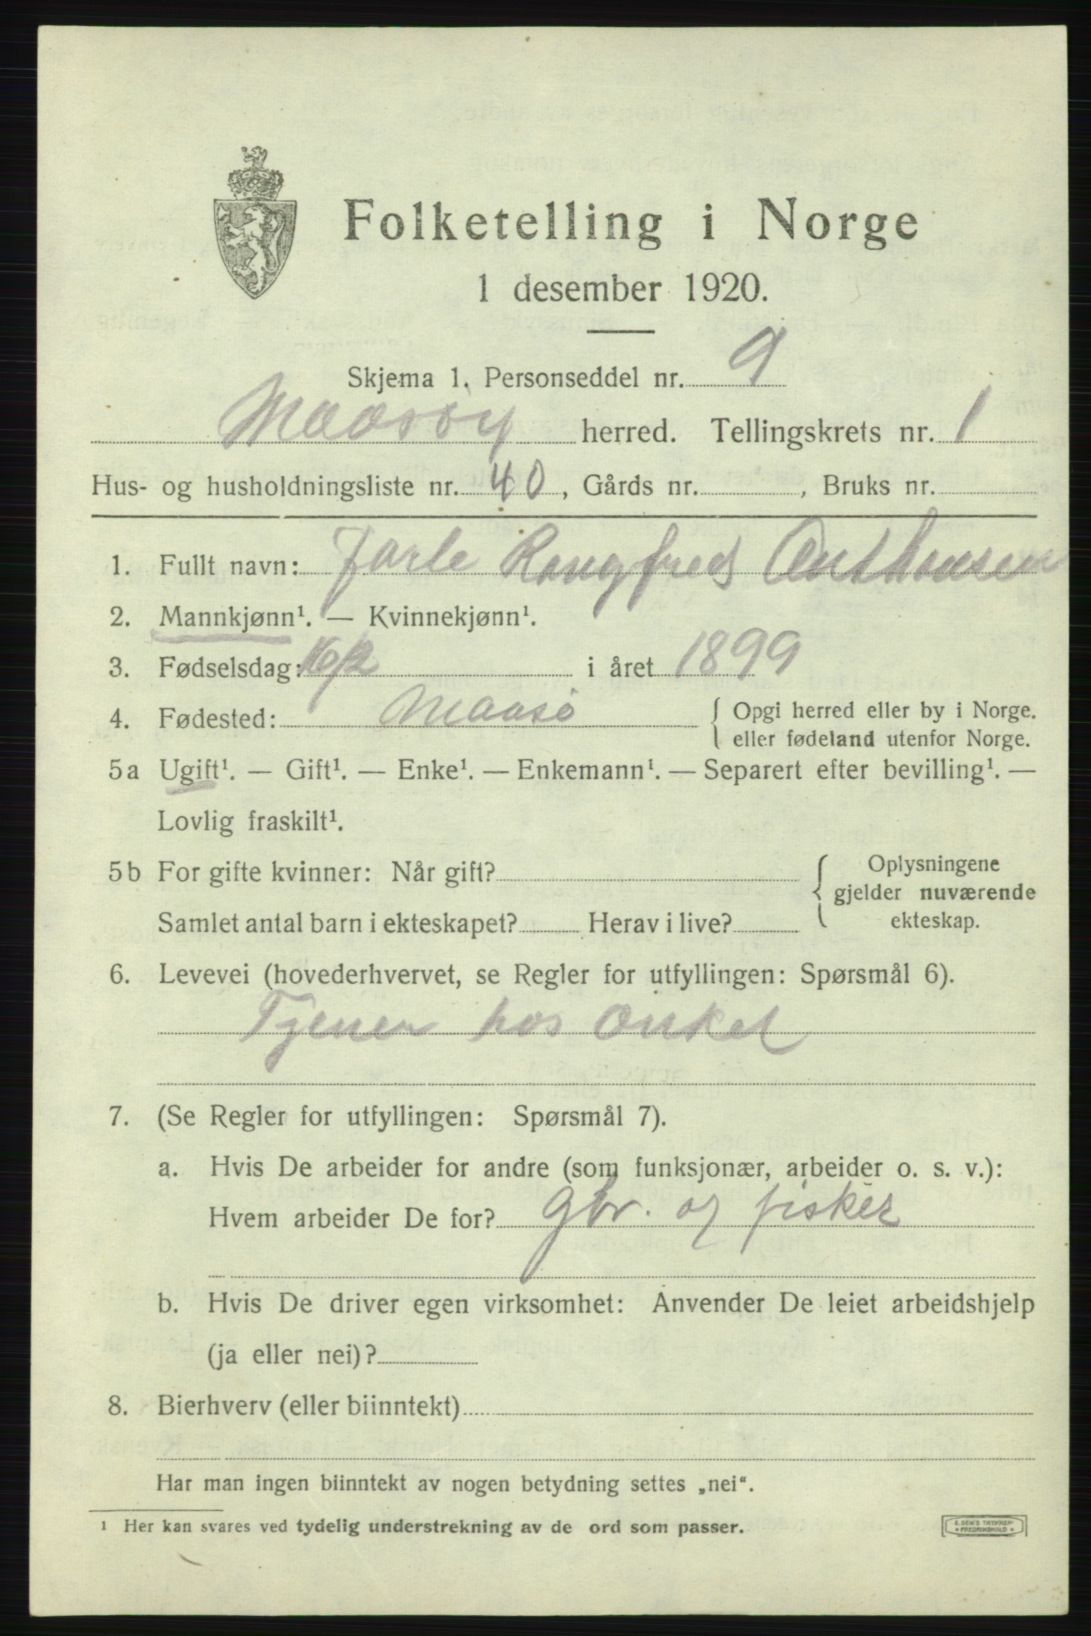 Folketelling i Norge
1 desember 1920.
Skjema 1. Personseddel nr. 9
Maasøy herred. Tellingskrets nr. 1
Hus- og husholdningsliste nr. 40, Gårds nr. , Bruks nr.
1. Fullt navn: Jarle Rangfred Anthonsen
2. Mannkjønn¹. — Kvinnekjønn¹.
3. Fødselsdag: 16/2 i året 1899
4. Fødested: Maasø { Opgi herred eller by i Norge.
eller fødeland utenfor Norge.
5a Ugift¹. — Gift¹. — Enke¹. — Enkemann¹. — Separert efter bevilling¹. —
Lovlig fraskilt¹.
5b For gifte kvinner: Når gift? { Oplysningene
gjelder nuværende
Samlet antal barn i ekteskapet? Herav i live? ekteskap.
6. Levevei (hovederhvervet, se Regler for utfyllingen: Spørsmål 6).
Tjener hos Onkel
7. (Se Regler for utfyllingen: Spørsmål 7).
a. Hvis De arbeider for andre (som funksjonær, arbeider o. s. v.):
Hvem arbeider De for? gbr. og fisker
b. Hvis De driver egen virksomhet: Anvender De leiet arbeidshjelp
(ja eller nei)?
8. Bierhverv (eller biinntekt)
Har man ingen biinntekt av nogen betydning settes „nei“.
¹ Her kan svares ved tydelig understrekning av de ord som passer.